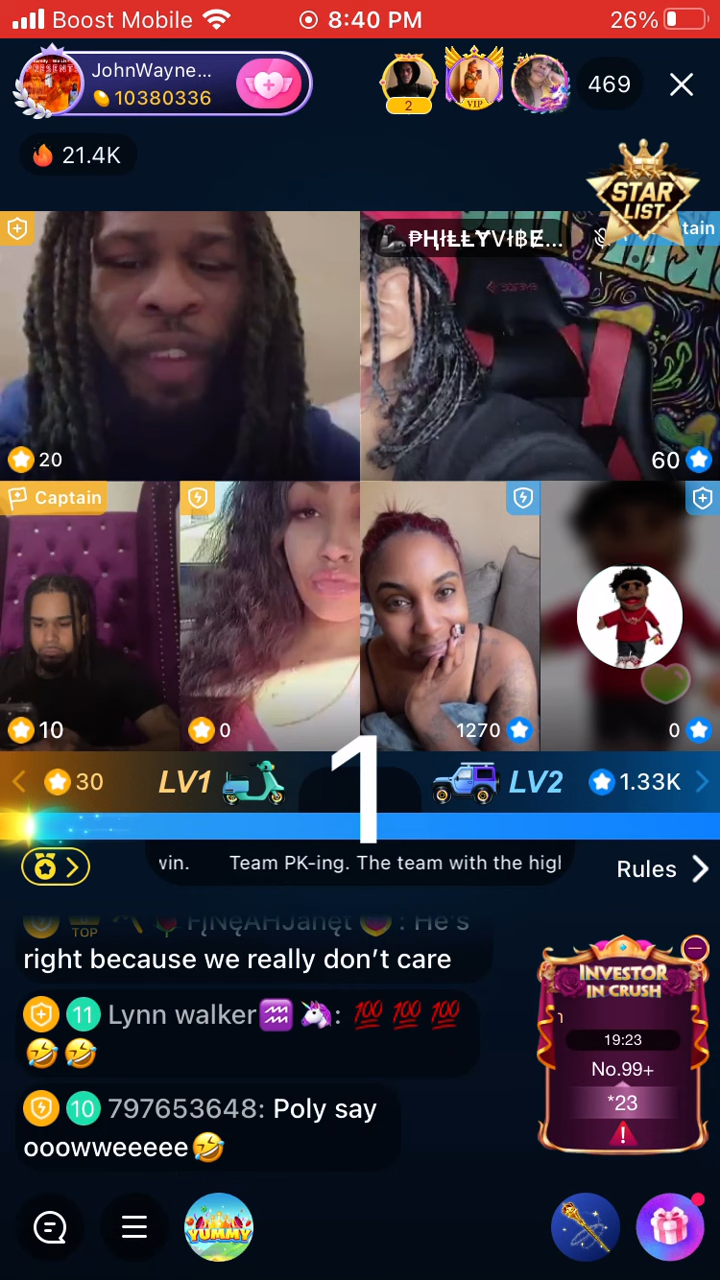 Boost Mobile
8:40 PM
26%
JohnWayne...
10380336
2
VIP
469
21.4K
STAR
LIST
tain
20
60
Captain
10
0
1270
0
30
LV1
1
LV2
1.33K
vin. Team PK-ing. The team with the higl
Rules
TOP
: He's
right because we really don't care
11 Lynn walker♒🦄: 💯 💯 💯
🤣 🤣
10 797653648: Poly say
ooowweeeee🤣
INVESTOR
IN CRUSH
19:23
No.99+
*23
YUMMY